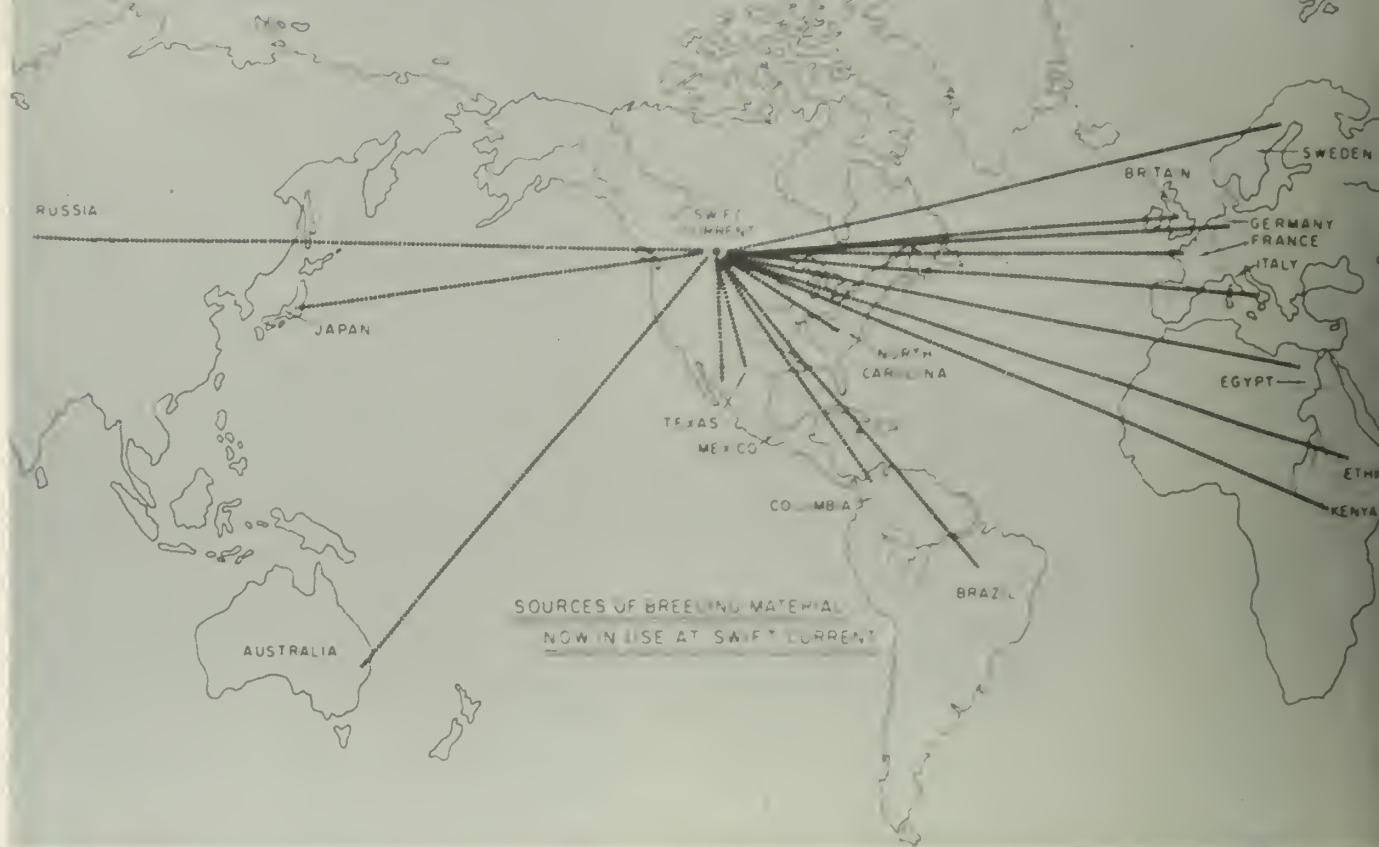 SWEDEN
BRITAIN
RUSSIA
SWIFT
CURRENT
GERMANY
FRANCE
ITALY
JAPAN
NORTH
CAROLINA
EGYPT
TEXAS
MEXICO
ETHI
COLUMBIA
KENYA
BRAZIL
SOURCES OF BREEDING MATERIAL
NOW IN USE AT SWIFT CURRENT
AUSTRALIA